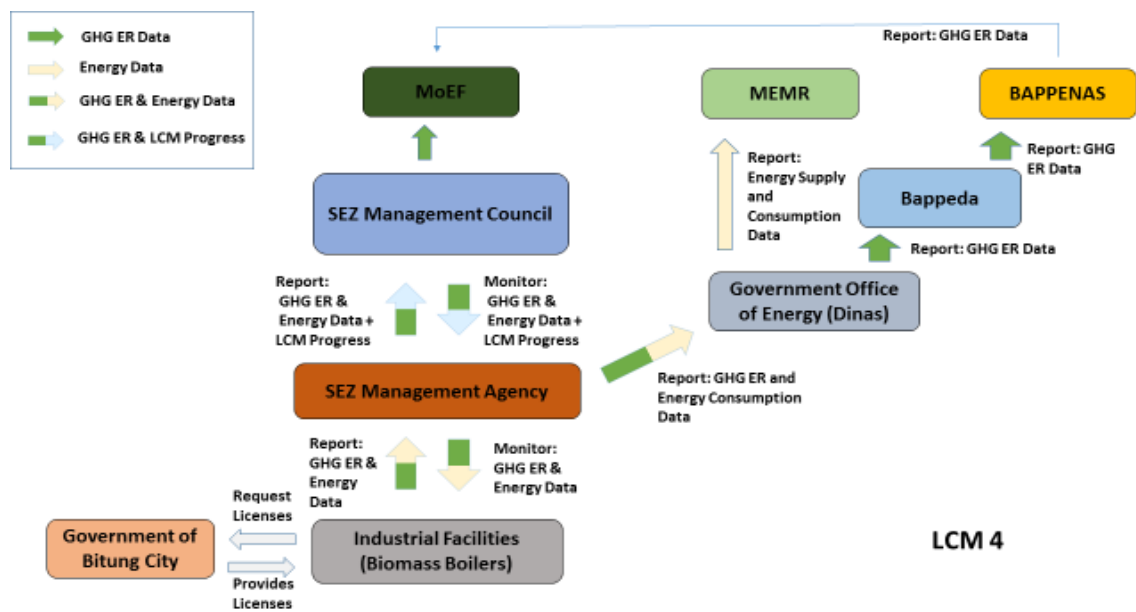 GHG ER Data
Energy Data
GHG ER & Energy Data
GHG ER & LCM Progress
Report: GHG ER Data
MoEF
MEMR
BAPPENAS
Report:
Energy Supply
and
Consumption
Data
Report: GHG
ER Data
SEZ Management
Council
Bappeda
Report: GHG ER Data
Report:
GHG ER &
Energy Data +
LCM Progress
Monitor:
GHG ER &
Energy Data +
LCM Progress
Government Office
of Energy (Dinas)
SEZ Management Agency
Report: GHG ER and
Energy Consumption
Data
Report:
GHG ER &
Energy
Data
Monitor:
GHG ER &
Energy Data
Request
Licenses
Government of
Bitung City
Industrial Facilities
(Biomass Boilers)
Provides
Licenses
LCM 4